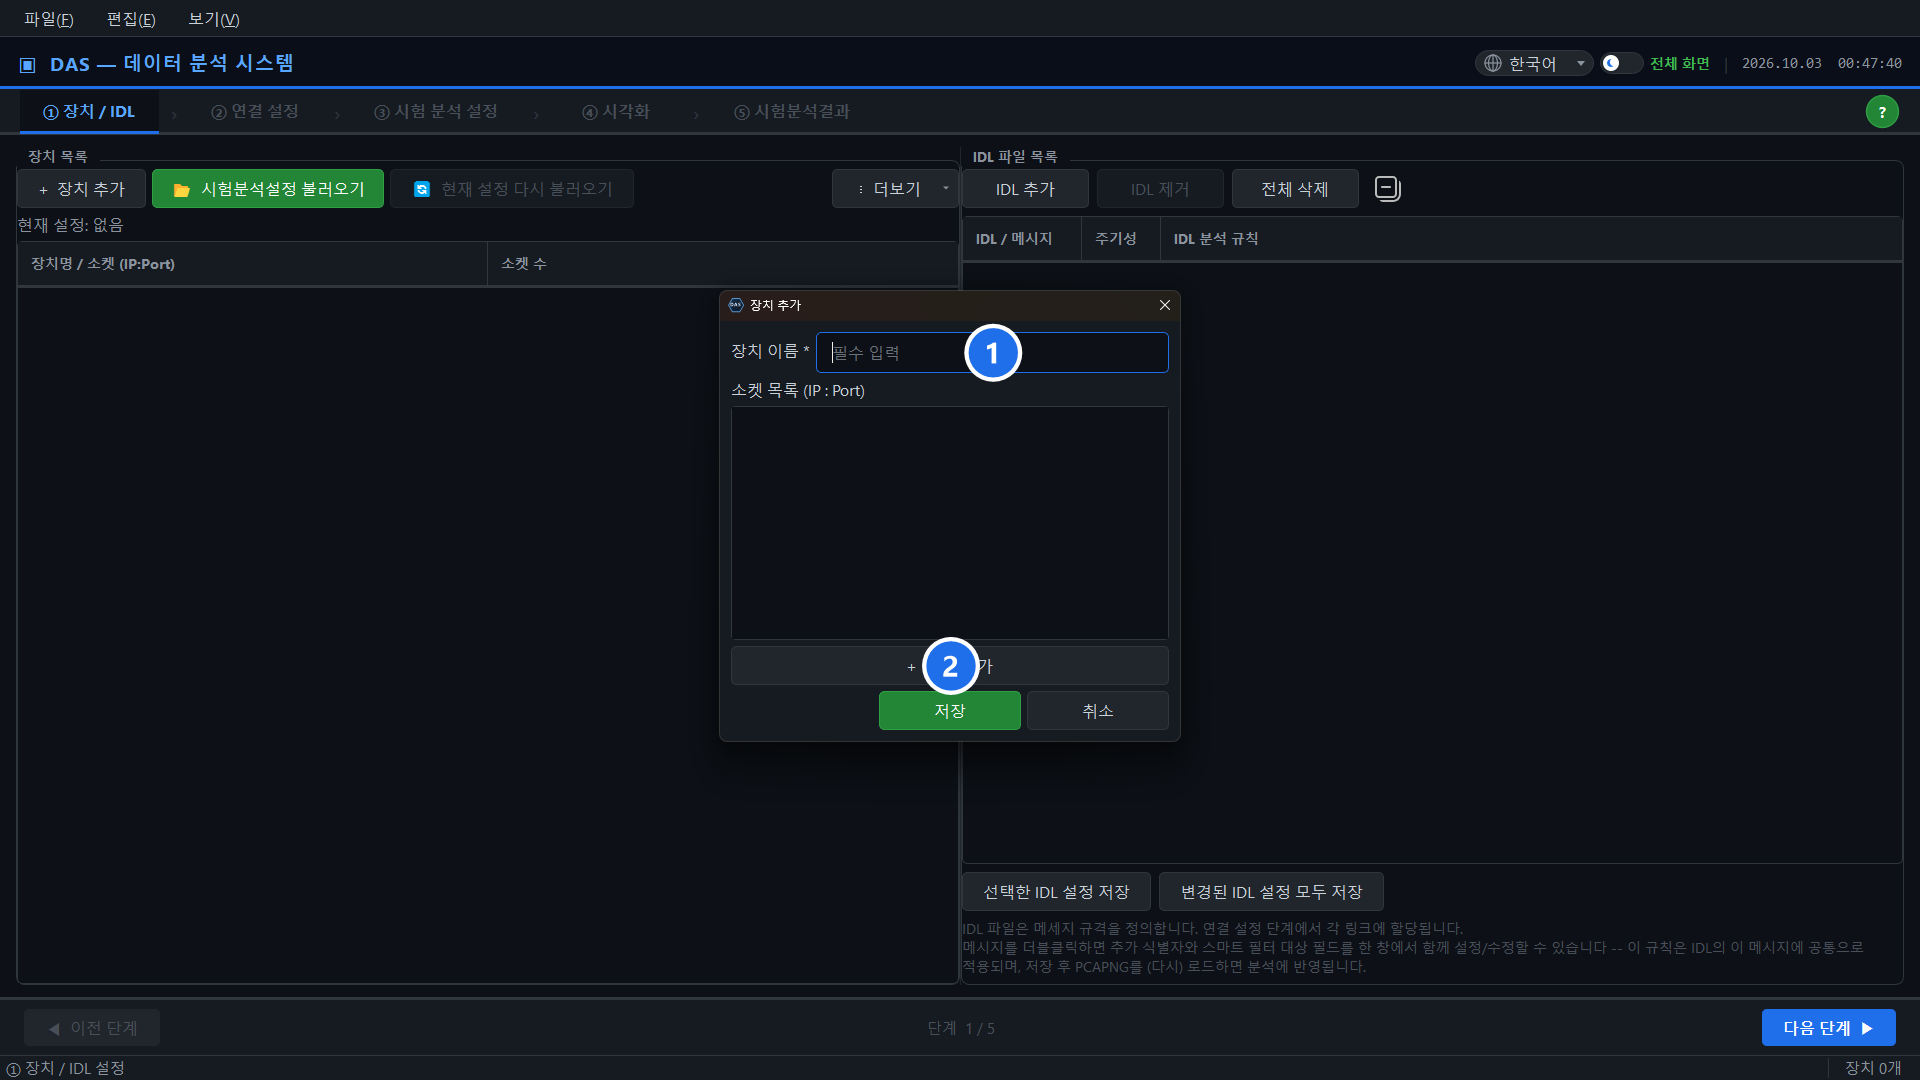 파일(F) 편집(E) 보기(V)
▣ DAS — 데이터 분석 시스템
한국어 전체 화면 | 2026.10.03 00:47:40
① 장치 / IDL › ② 연결 설정 › ③ 시험 분석 설정 › ④ 시각화 › ⑤ 시험분석결과 ?
장치 목록
+ 장치 추가 시험분석설정 불러오기 현재 설정 다시 불러오기 ⋮ 더보기
현재 설정: 없음
장치명 / 소켓 (IP:Port) 소켓 수
IDL 파일 목록
IDL 추가 IDL 제거 전체 삭제
IDL / 메시지 주기성 IDL 분석 규칙
DAS 장치 추가
장치 이름 * 필수 입력 1
소켓 목록 (IP : Port)
+ 2 가
저장 취소
선택한 IDL 설정 저장 변경된 IDL 설정 모두 저장
IDL 파일은 메세지 규격을 정의합니다. 연결 설정 단계에서 각 링크에 할당됩니다.
메시지를 더블클릭하면 추가 식별자와 스마트 필터 대상 필드를 한 창에서 함께 설정/수정할 수 있습니다 -- 이 규칙은 IDL의 이 메시지에 공통으로
적용되며, 저장 후 PCAPNG를 (다시) 로드하면 분석에 반영됩니다.
◀ 이전 단계 단계 1 / 5 다음 단계 ▶
① 장치 / IDL 설정 장치 0개